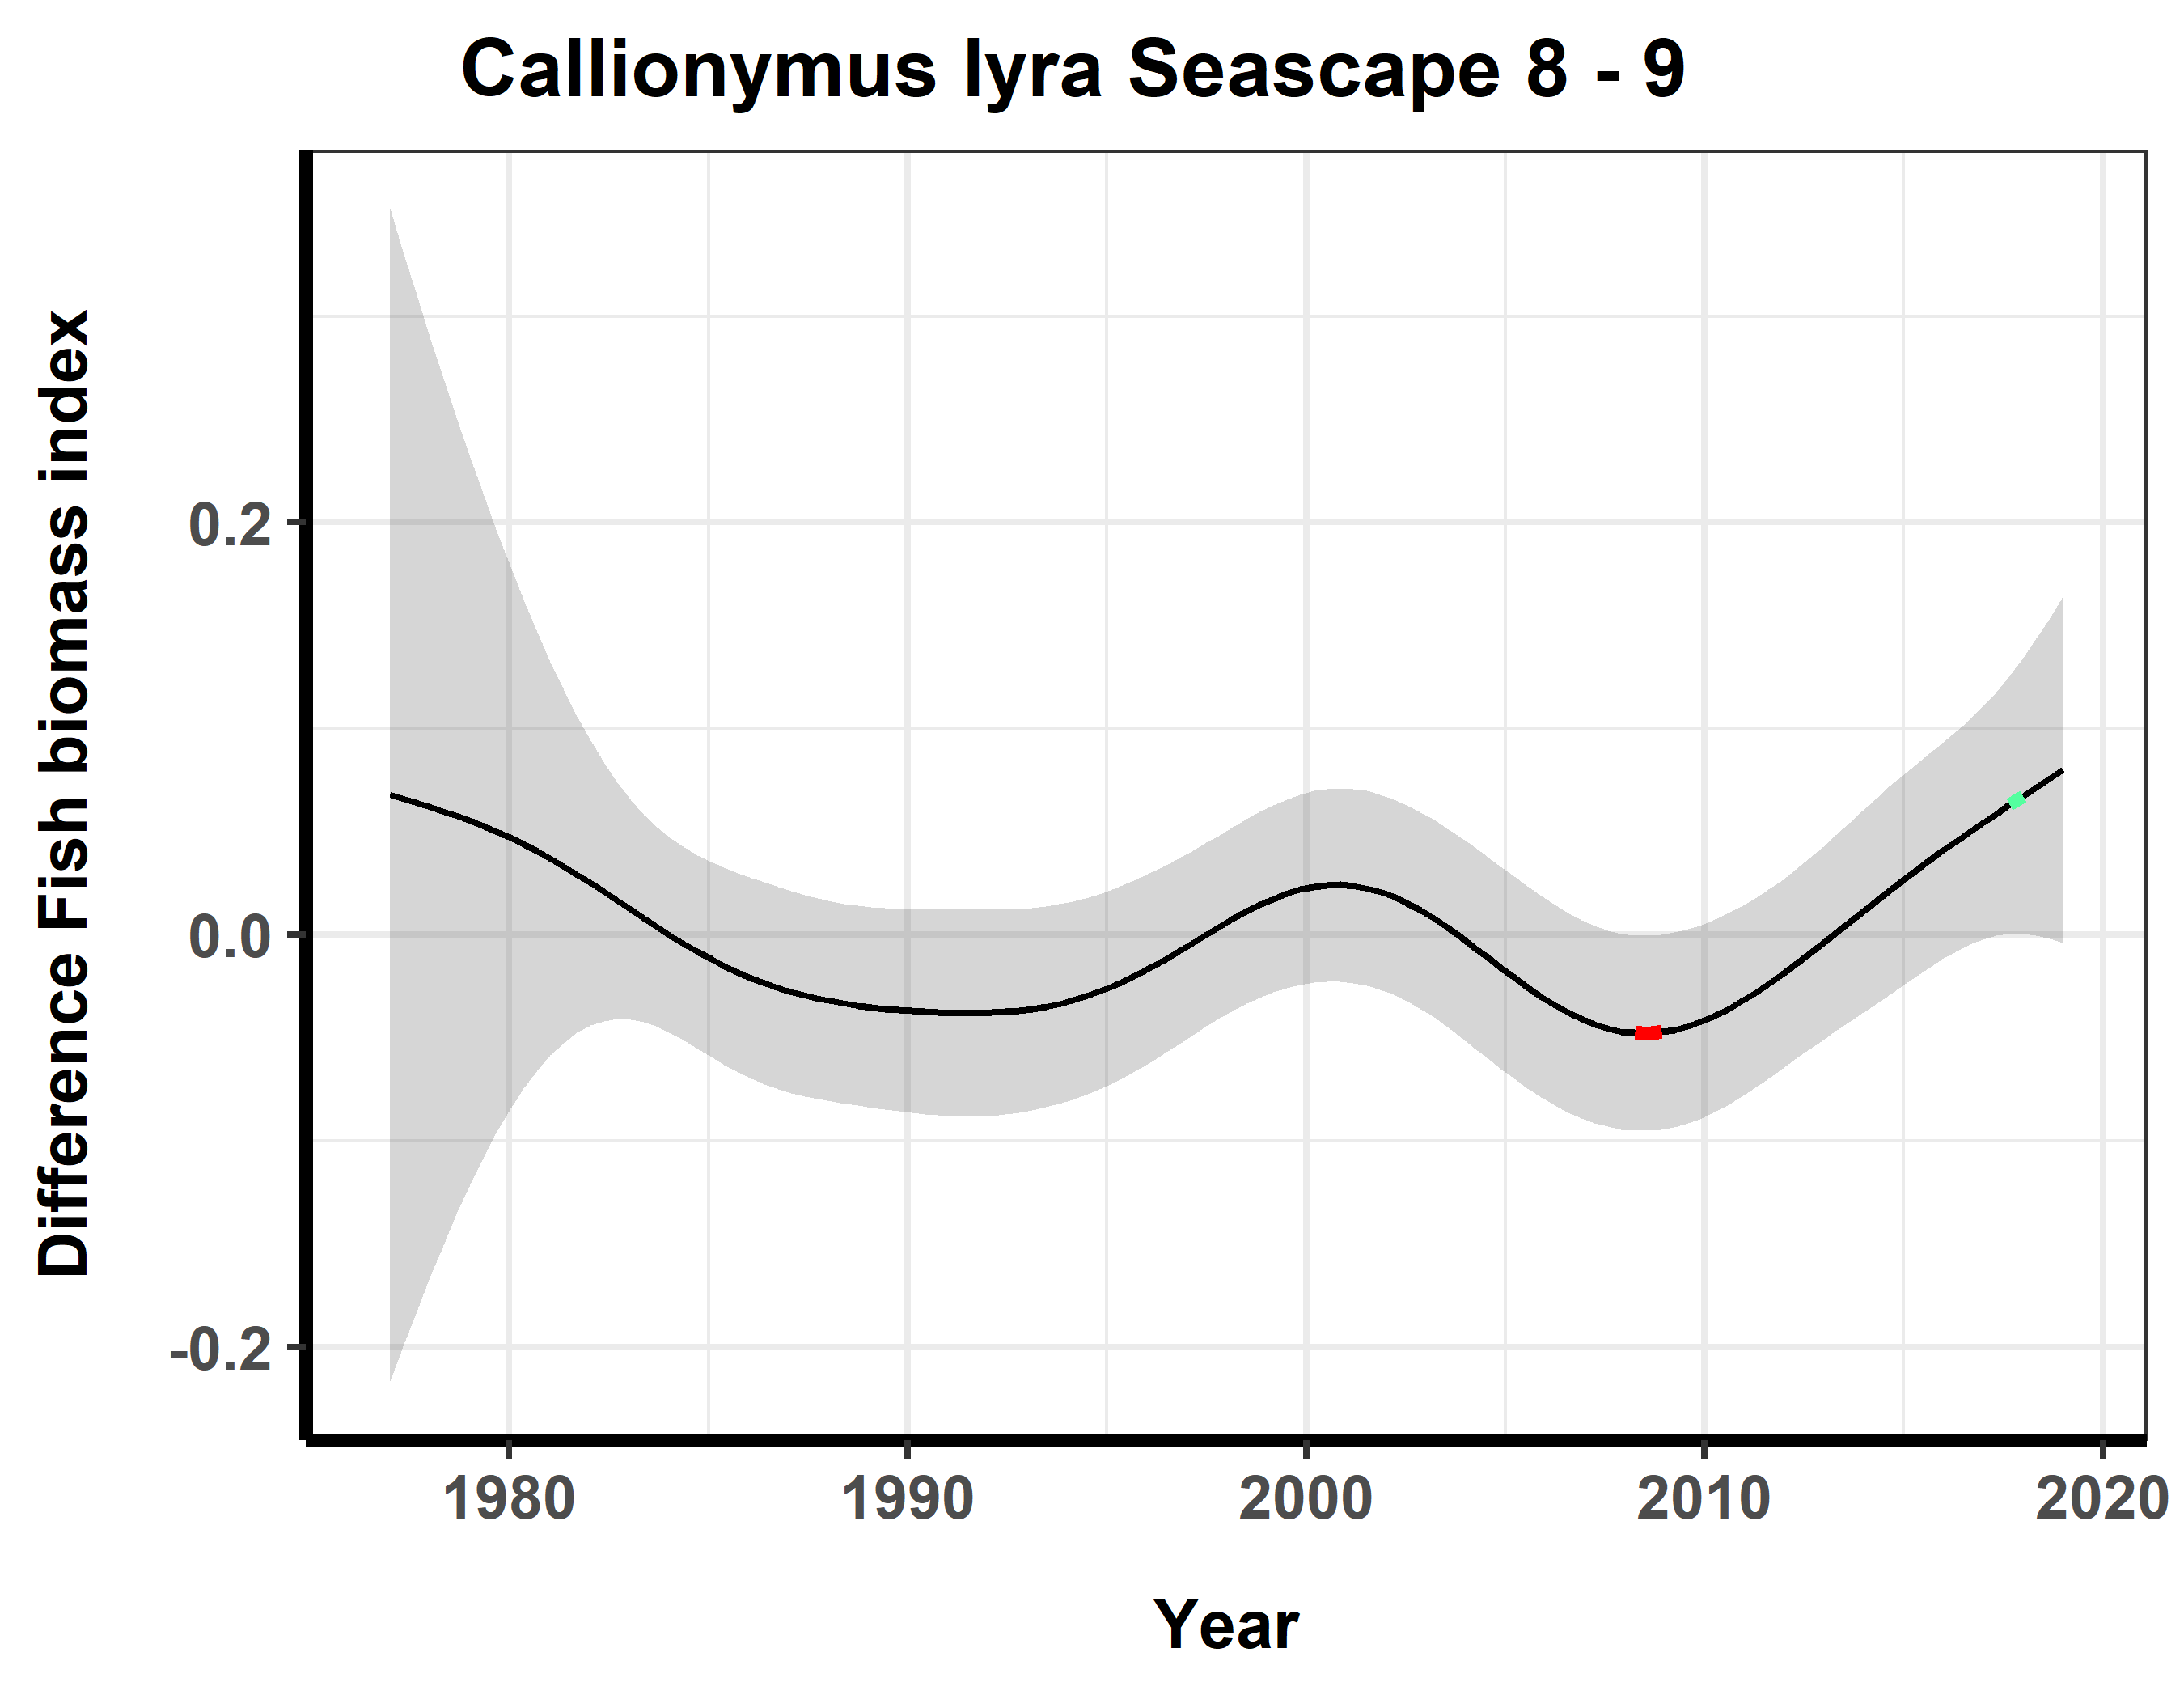 Callionymus lyra Seascape 8 - 9
Difference Fish biomass index
0.2
0.0
-0.2
1980 1990 2000 2010 2020
Year